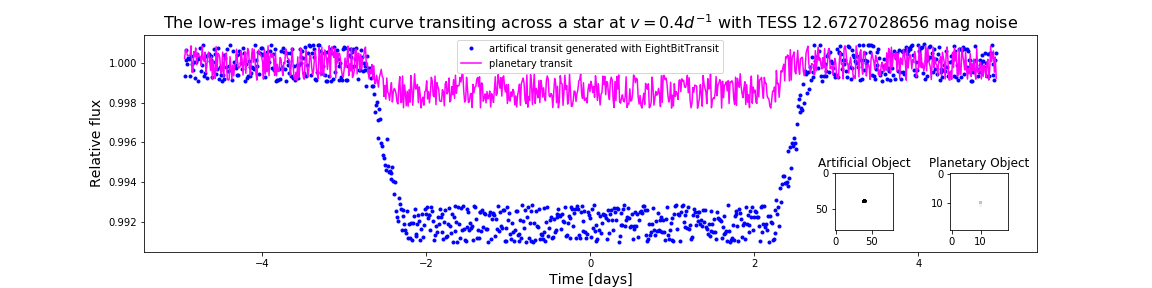 The low-res image's light curve transiting across a star at v = 0.4d⁻¹ with TESS 12.6727028656 mag noise
artifical transit generated with EightBitTransit
planetary transit
Relative flux
1.000
0.998
0.996
0.994
0.992
Artificial Object
0
50
0 50
Planetary Object
0
10
0 10
−4 −2 0 2 4
Time [days]